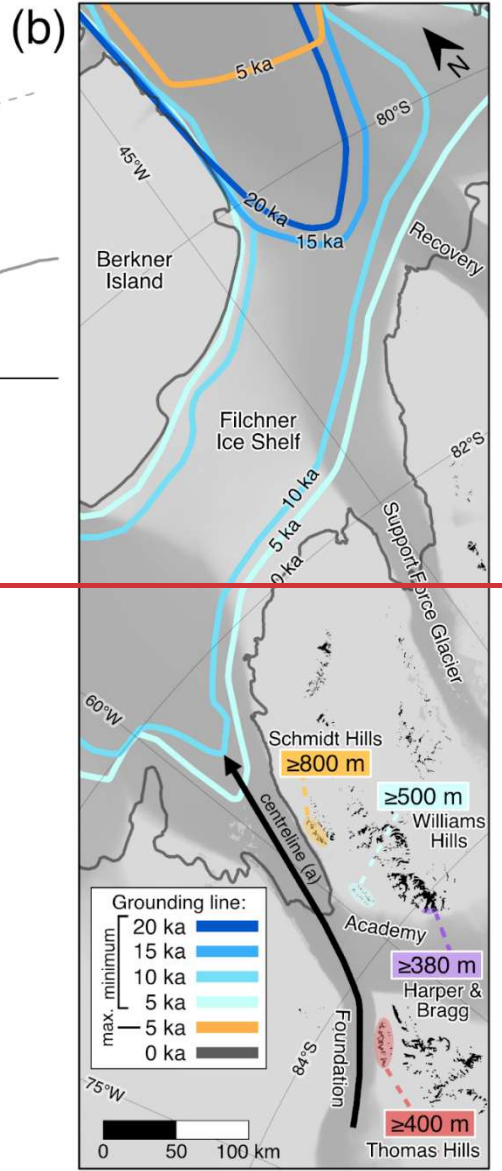 (b)
5 ka
N
80°S
45°W
20 ka
15 ka
Recovery
Berkner
Island
Filchner
Ice Shelf
82°S
10 ka
5 ka
0 ka
Support Force Glacier
60°W
Schmidt Hills
≥800 m
≥500 m
Williams
Hills
centreline (a)
Academy
≥380 m
Harper &
Bragg
Grounding line:
20 ka
15 ka
10 ka
5 ka
5 ka
0 ka
minimum
max.
Foundation
84°S
75°W
≥400 m
Thomas Hills
0 50 100 km